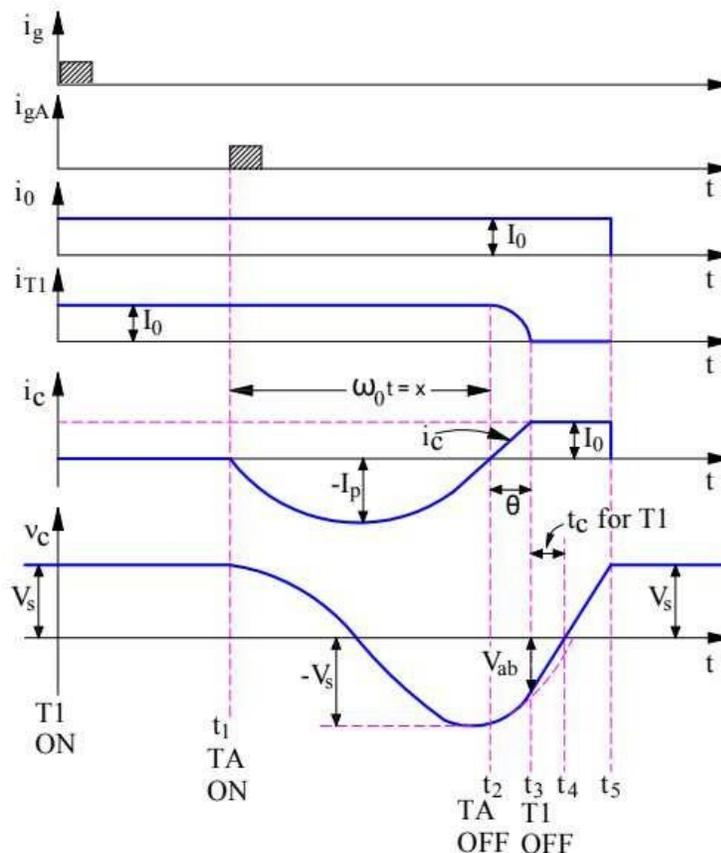 i_g
t
i_gA
t
i_0
I_0
t
i_T1
I_0
t
i_c
ω_0 t = x
i_c
I_0
-I_p
t
θ
t_c for T1
v_c
V_s
V_s
-V_s
V_ab
t
T1
ON
t_1
TA
ON
t_2
t_3
t_4
t_5
TA
T1
OFF
OFF